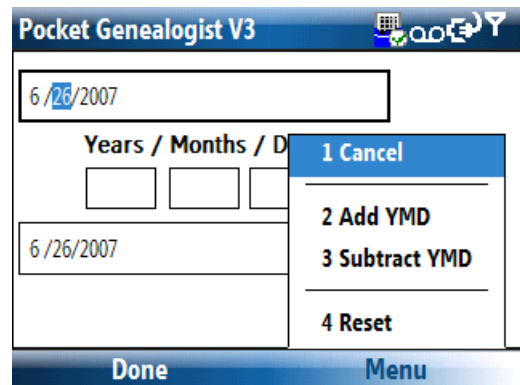 Pocket Genealogist V3
6 /26/2007
Years / Months / D
1 Cancel
2 Add YMD
6 /26/2007
3 Subtract YMD
4 Reset
Done
Menu